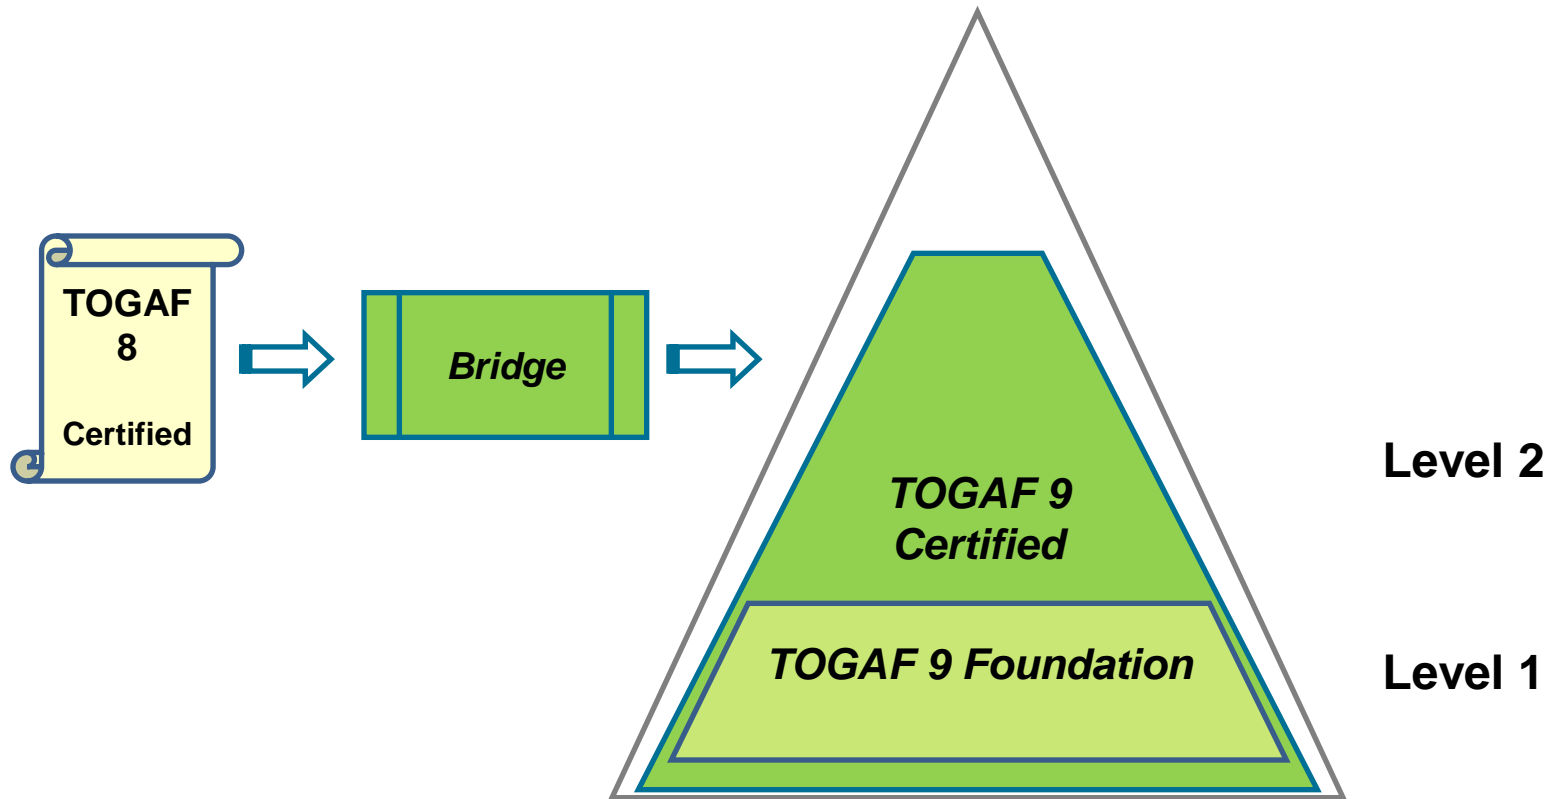 TOGAF
8
Certified
Bridge
TOGAF 9
Certified
TOGAF 9 Foundation
Level 2
Level 1